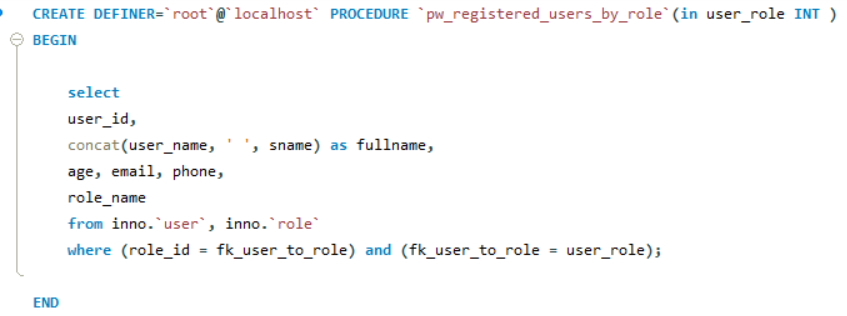 CREATE DEFINER=`root`@`localhost` PROCEDURE `pw_registered_users_by_role`(in user_role INT )
BEGIN
select
user_id,
concat(user_name, ' ', sname) as fullname,
age, email, phone,
role_name
from inno.`user`, inno.`role`
where (role_id = fk_user_to_role) and (fk_user_to_role = user_role);
END